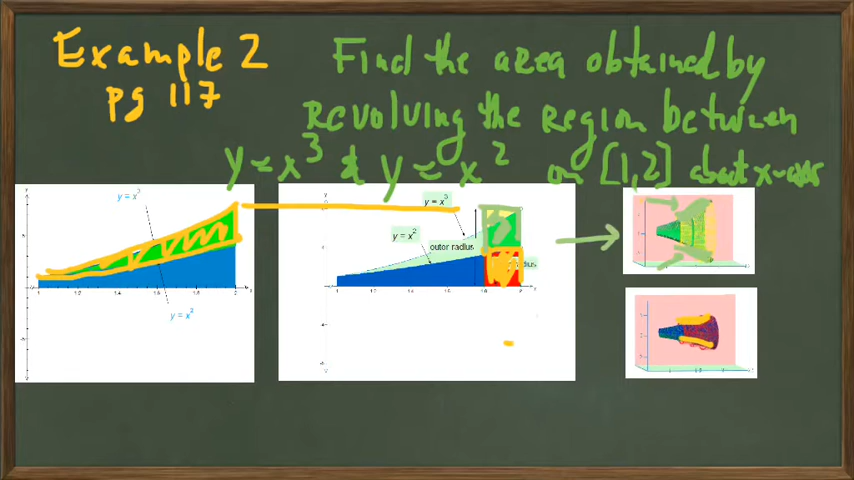 Example 2
pg 117
Find the area obtained by
revolving the region between
y = x³ & y = x² on [1,2] about x-axis
y = x³
y = x²
y = x³
y = x²
outer radius